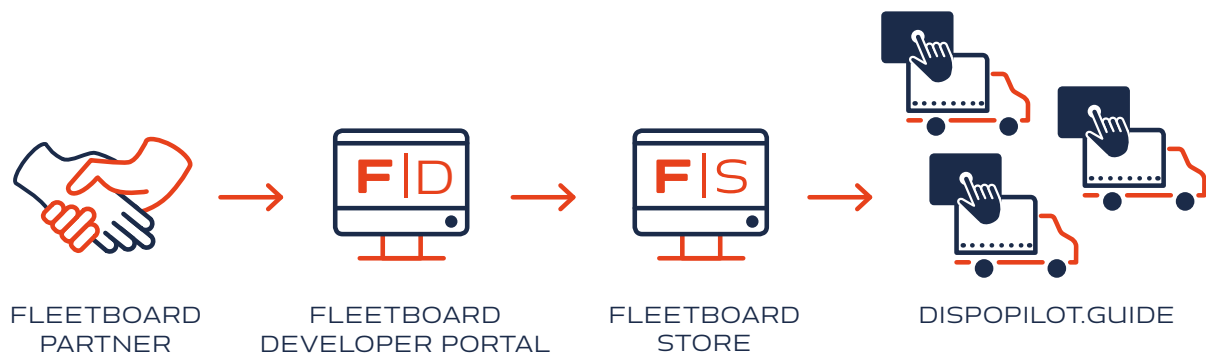 F|D
F|S
FLEETBOARD
PARTNER
FLEETBOARD
DEVELOPER PORTAL
FLEETBOARD
STORE
DISPOPILOT.GUIDE